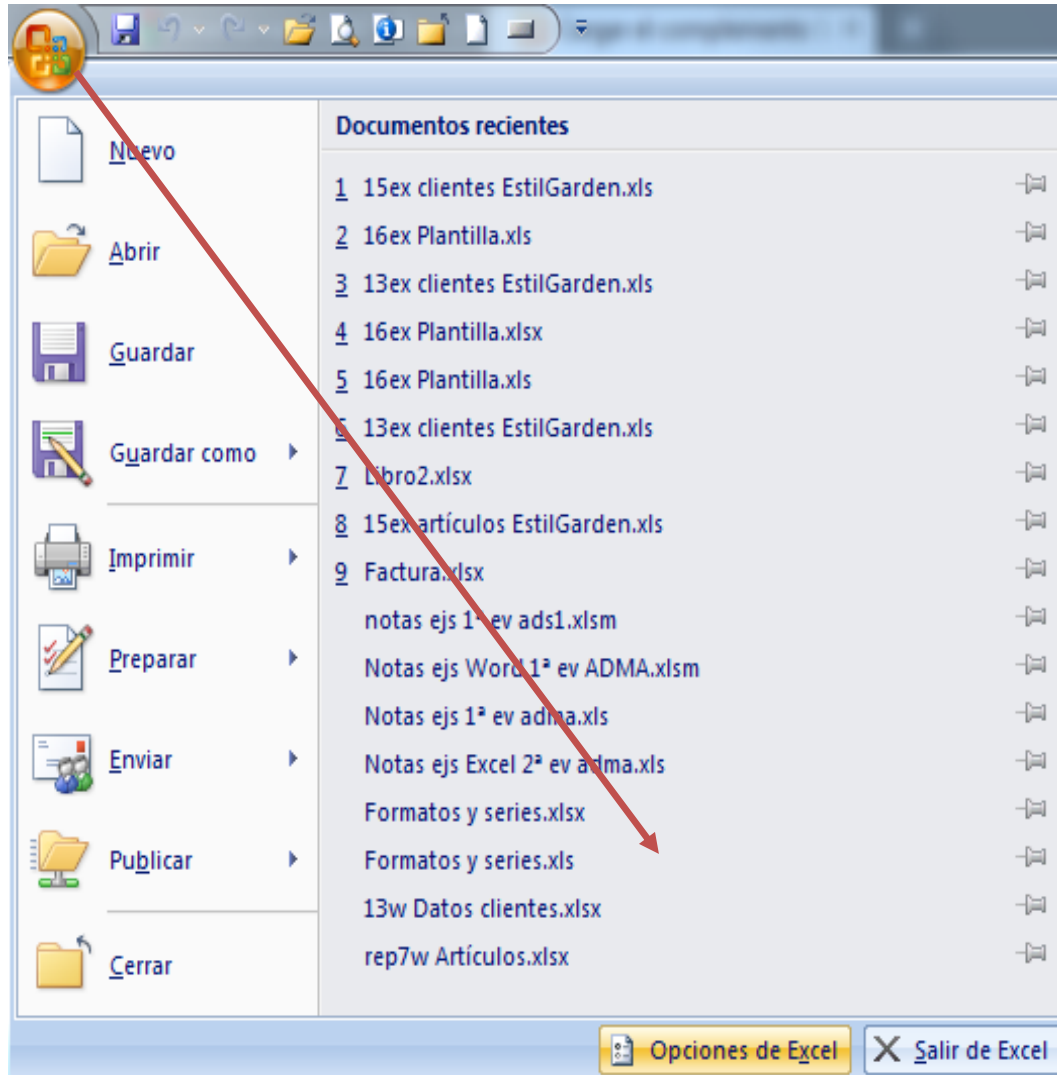 Nuevo
Abrir
Guardar
Guardar como
Imprimir
Preparar
Enviar
Publicar
Cerrar
Documentos recientes
1 15ex clientes EstilGarden.xls
2 16ex Plantilla.xls
3 13ex clientes EstilGarden.xls
4 16ex Plantilla.xlsx
5 16ex Plantilla.xls
6 13ex clientes EstilGarden.xls
7 Libro2.xlsx
8 15ex artículos EstilGarden.xls
9 Factura.xlsx
notas ejs 1ª ev ads1.xlsm
Notas ejs Word 1ª ev ADMA.xlsm
Notas ejs 1ª ev adma.xls
Notas ejs Excel 2ª ev adma.xls
Formatos y series.xlsx
Formatos y series.xls
13w Datos clientes.xlsx
rep7w Artículos.xlsx
Opciones de Excel
Salir de Excel